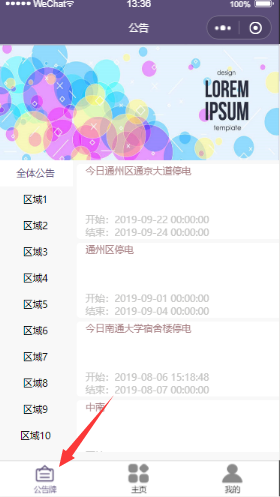 WeChat
13:36
100%
公告
design
LOREM
IPSUM
template
全体公告
区域1
区域2
区域3
区域4
区域5
区域6
区域7
区域8
区域9
区域10
今日通州区通京大道停电
开始：2019-09-22 00:00:00
结束：2019-09-24 00:00:00
通州区停电
开始：2019-09-01 00:00:00
结束：2019-09-04 00:00:00
今日南通大学宿舍楼停电
开始：2019-08-06 15:18:48
结束：2019-08-07 00:00:00
中南
公告牌
主页
我的